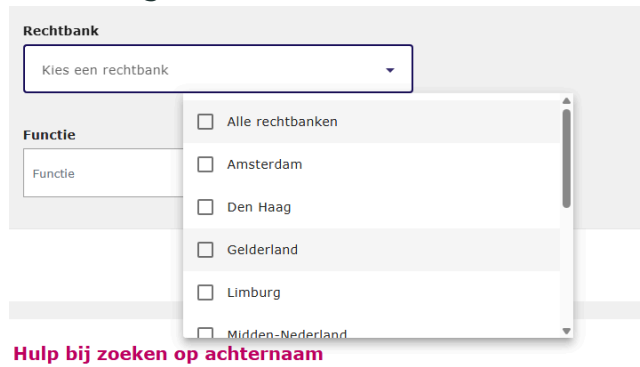 Rechtbank
Kies een rechtbank
Alle rechtbanken
Functie
Amsterdam
Functie
Den Haag
Gelderland
Limburg
Midden-Nederland
Hulp bij zoeken op achternaam